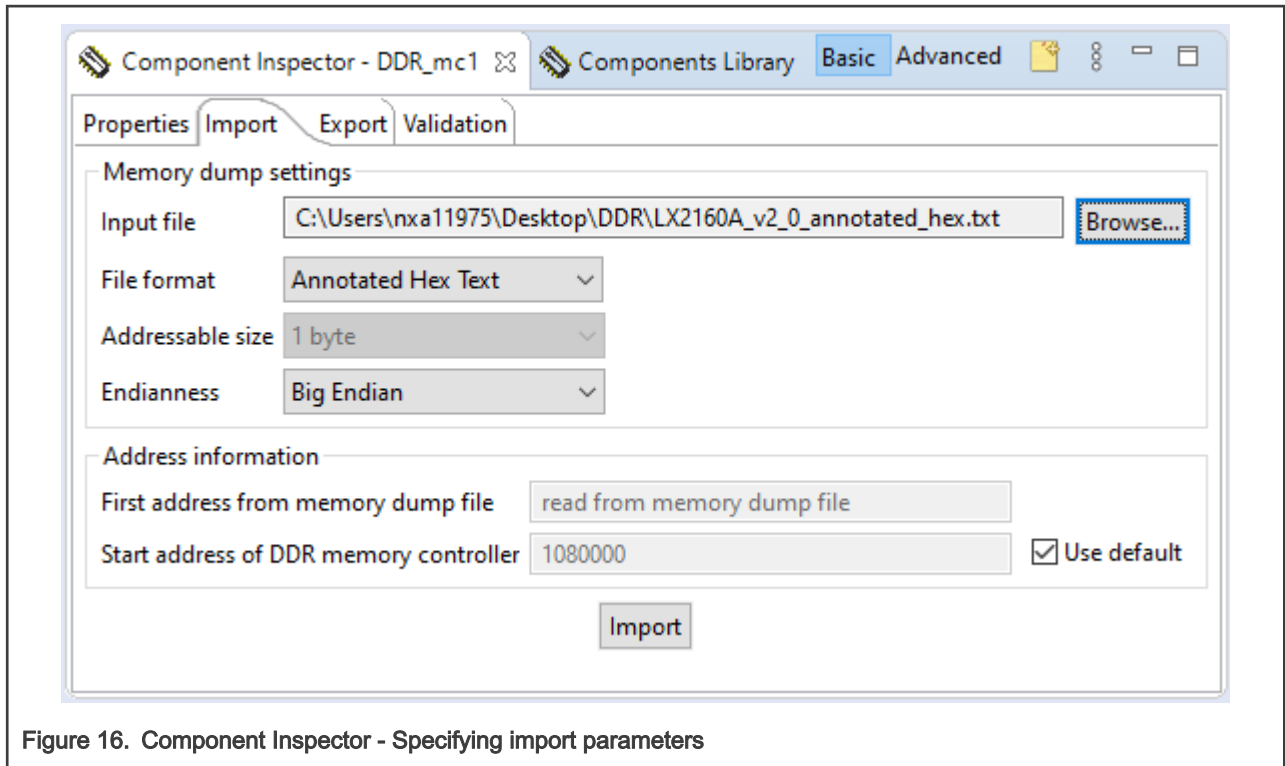 Component Inspector - DDR_mc1 Components Library Basic Advanced
Properties Import Export Validation
Memory dump settings
Input file C:\Users\nxa11975\Desktop\DDR\LX2160A_v2_0_annotated_hex.txt Browse...
File format Annotated Hex Text
Addressable size 1 byte
Endianness Big Endian
Address information
First address from memory dump file read from memory dump file
Start address of DDR memory controller 1080000 Use default
Import
Figure 16. Component Inspector - Specifying import parameters